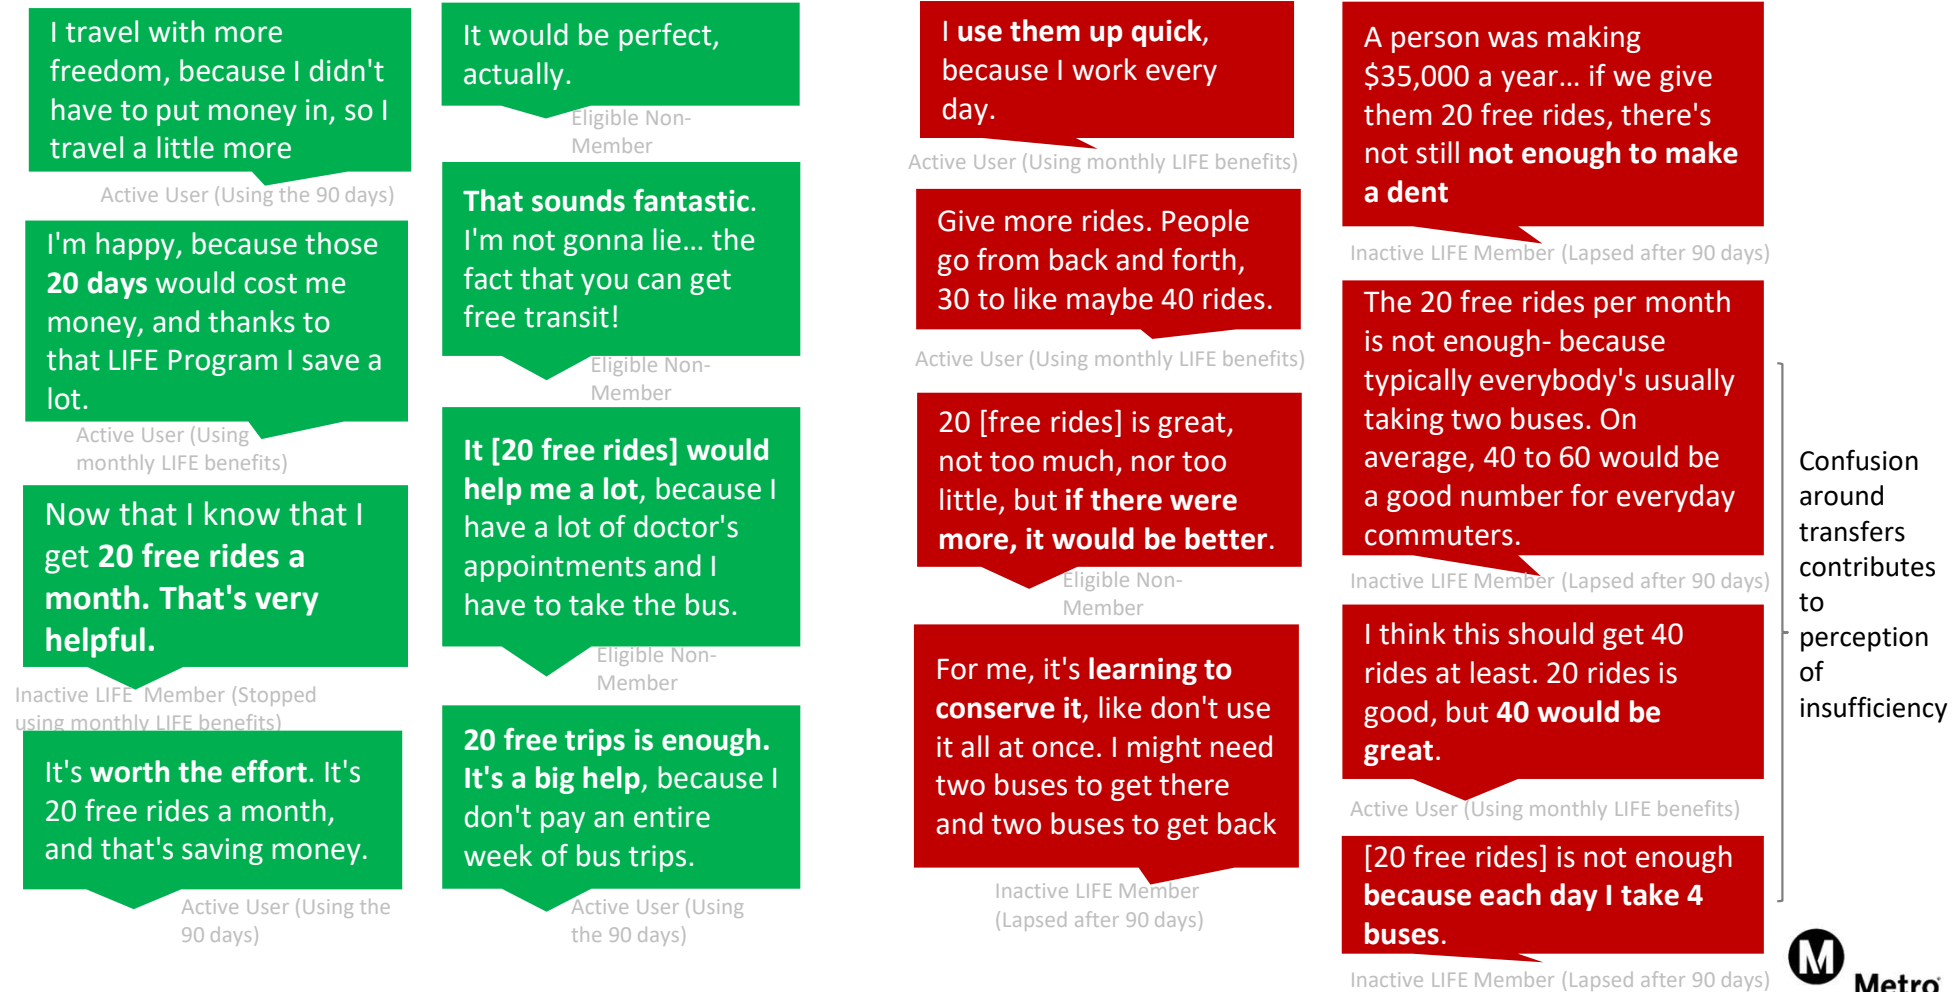 I travel with more
freedom, because I didn't
have to put money in, so I
travel a little more
Active User (Using the 90 days)
I'm happy, because those
20 days would cost me
money, and thanks to
that LIFE Program I save a
lot.
Active User (Using
monthly LIFE benefits)
Now that I know that I
get 20 free rides a
month. That's very
helpful.
Inactive LIFE Member (Stopped
using monthly LIFE benefits)
It's worth the effort. It's
20 free rides a month,
and that's saving money.
Active User (Using the
90 days)
It would be perfect,
actually.
Eligible Non-
Member
That sounds fantastic.
I'm not gonna lie... the
fact that you can get
free transit!
Eligible Non-
Member
It [20 free rides] would
help me a lot, because I
have a lot of doctor's
appointments and I
have to take the bus.
Eligible Non-
Member
20 free trips is enough.
It's a big help, because I
don't pay an entire
week of bus trips.
Active User (Using
the 90 days)
I use them up quick,
because I work every
day.
Active User (Using monthly LIFE benefits)
Give more rides. People
go from back and forth,
30 to like maybe 40 rides.
Active User (Using monthly LIFE benefits)
20 [free rides] is great,
not too much, nor too
little, but if there were
more, it would be better.
Eligible Non-
Member
For me, it's learning to
conserve it, like don't use
it all at once. I might need
two buses to get there
and two buses to get back
Inactive LIFE Member
(Lapsed after 90 days)
A person was making
$35,000 a year... if we give
them 20 free rides, there's
not still not enough to make
a dent
Inactive LIFE Member (Lapsed after 90 days)
The 20 free rides per month
is not enough- because
typically everybody's usually
taking two buses. On
average, 40 to 60 would be
a good number for everyday
commuters.
Inactive LIFE Member (Lapsed after 90 days)
I think this should get 40
rides at least. 20 rides is
good, but 40 would be
great.
Active User (Using monthly LIFE benefits)
[20 free rides] is not enough
because each day I take 4
buses.
Inactive LIFE Member (Lapsed after 90 days)
Confusion
around
transfers
contributes
to
perception
of
insufficiency
M
Metro